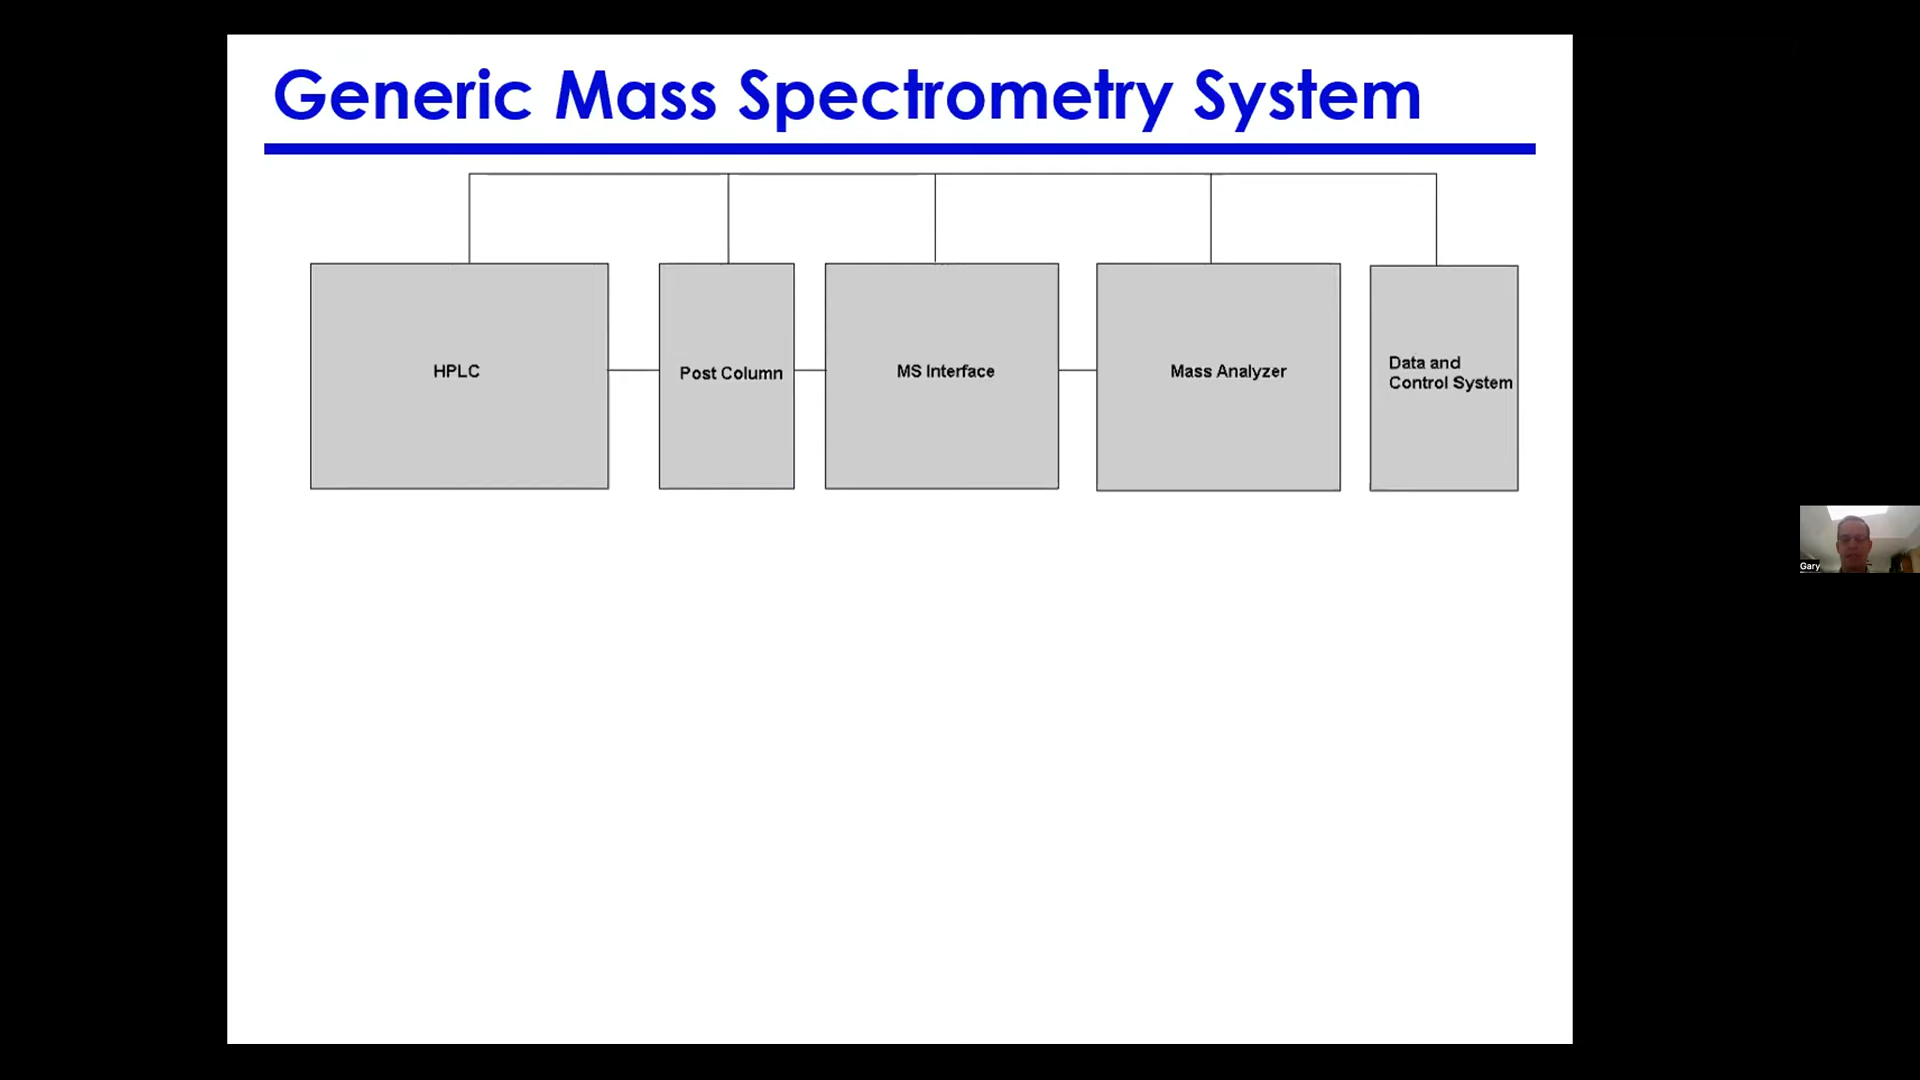 Generic Mass Spectrometry System
HPLC
Post Column
MS Interface
Mass Analyzer
Data and
Control System
Gary